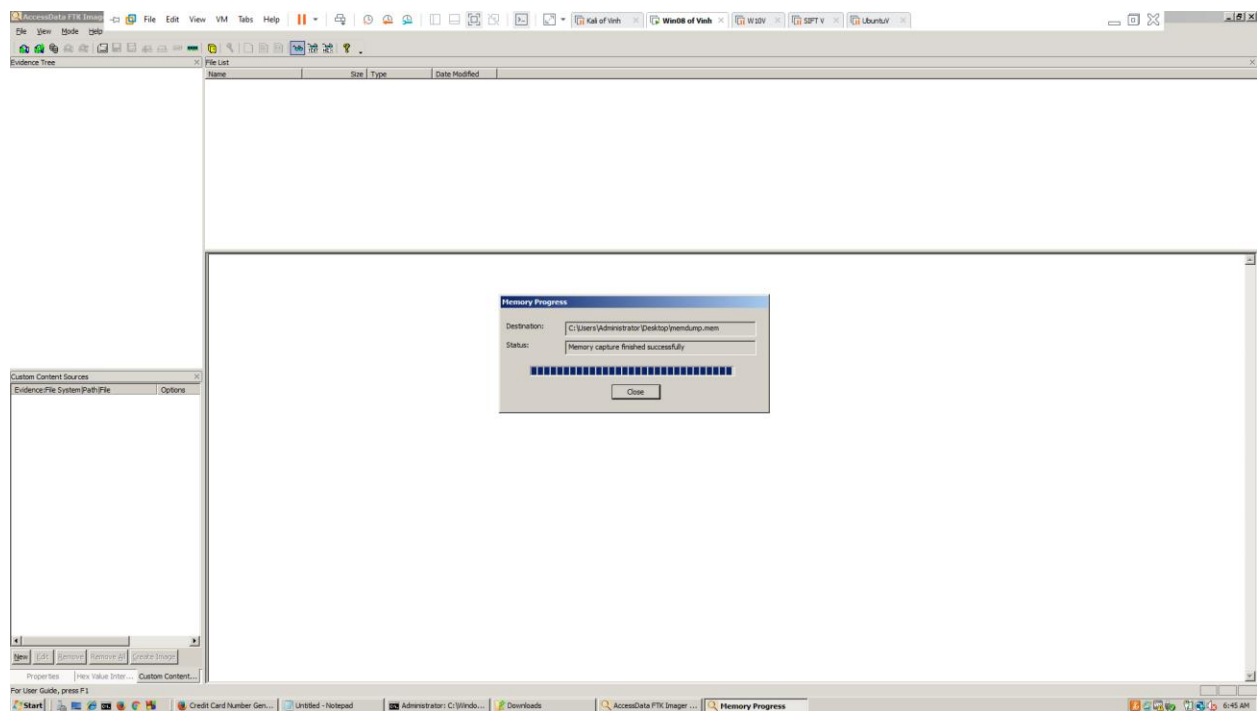 AccessData FTK Imag File Edit View VM Tabs Help Kali of Vinh Win08 of Vinh W10V SIFT V UbuntuV
File View Mode Help
Evidence Tree
File List
Name Size Type Date Modified
Memory Progress
Destination: C:\Users\Administrator\Desktop\memdump.mem
Status: Memory capture finished successfully
Close
Custom Content Sources
Evidence:File System|Path|File Options
New Edit Remove Remove All Create Image
Properties Hex Value Inter... Custom Content...
For User Guide, press F1
Start Credit Card Number Gen... Untitled - Notepad Administrator: C:\Windo... Downloads AccessData FTK Imager ... Memory Progress 6:45 AM